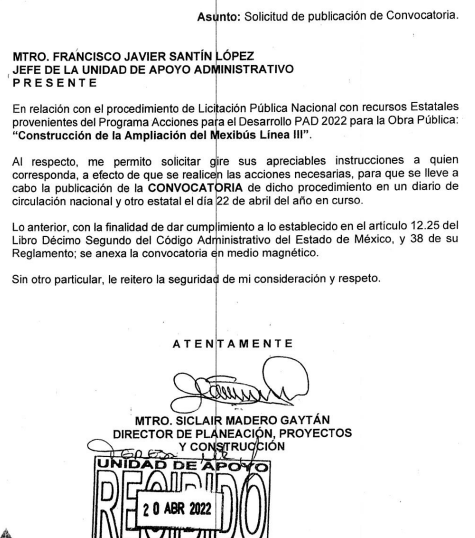 Asunto: Solicitud de publicación de Convocatoria.
MTRO. FRANCISCO JAVIER SANTÍN LÓPEZ
JEFE DE LA UNIDAD DE APOYO ADMINISTRATIVO
P R E S E N T E
En relación con el procedimiento de Licitación Pública Nacional con recursos Estatales
provenientes del Programa Acciones para el Desarrollo PAD 2022 para la Obra Pública:
“Construcción de la Ampliación del Mexibús Línea III”.
Al respecto, me permito solicitar gire sus apreciables instrucciones a quien
corresponda, a efecto de que se realicen las acciones necesarias, para que se lleve a
cabo la publicación de la CONVOCATORIA de dicho procedimiento en un diario de
circulación nacional y otro estatal el día 22 de abril del año en curso.
Lo anterior, con la finalidad de dar cumplimiento a lo establecido en el artículo 12.25 del
Libro Décimo Segundo del Código Administrativo del Estado de México, y 38 de su
Reglamento; se anexa la convocatoria en medio magnético.
Sin otro particular, le reitero la seguridad de mi consideración y respeto.
A T E N T A M E N T E
MTRO. SICLAIR MADERO GAYTÁN
DIRECTOR DE PLANEACIÓN, PROYECTOS
Y CONSTRUCCIÓN
UNIDAD DE APOYO
RECIBIDO
2 0 ABR 2022